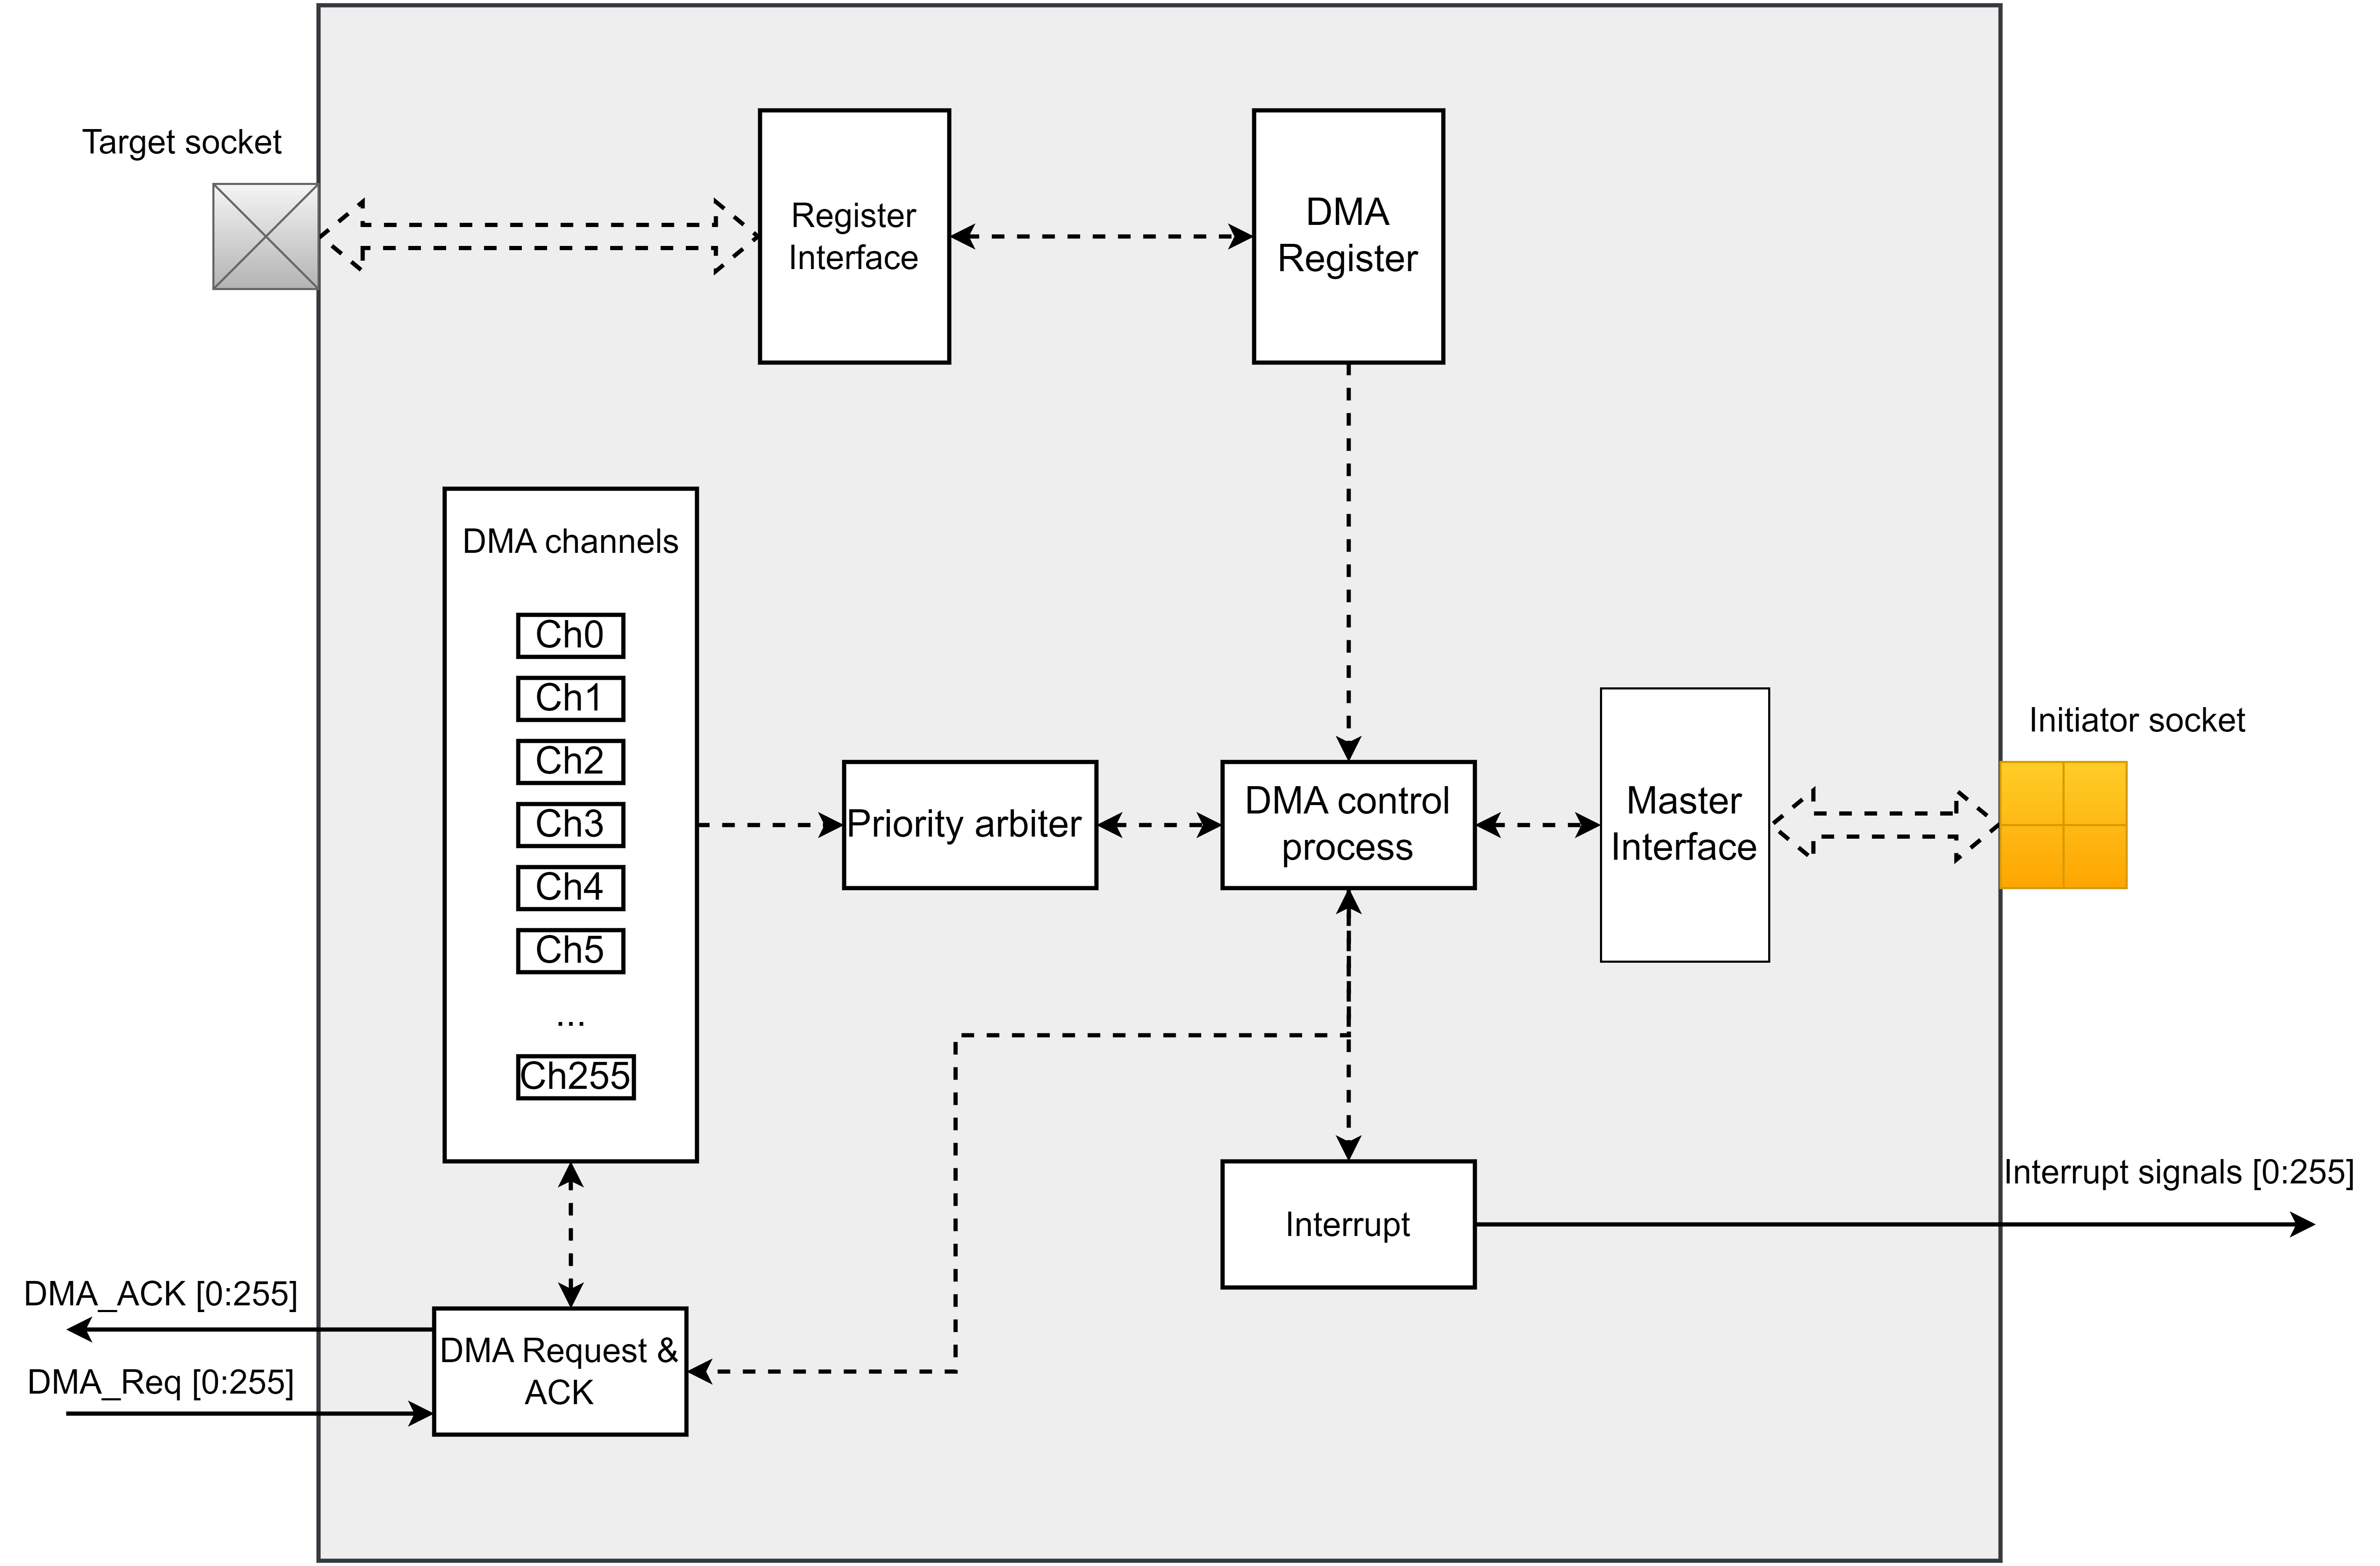 Target socket
Register
Interface
DMA
Register
DMA channels
Ch0
Ch1
Ch2
Ch3
Ch4
Ch5
...
Ch255
Priority arbiter
DMA control
process
Master
Interface
Initiator socket
Interrupt
Interrupt signals [0:255]
DMA_ACK [0:255]
DMA_Req [0:255]
DMA Request &
ACK